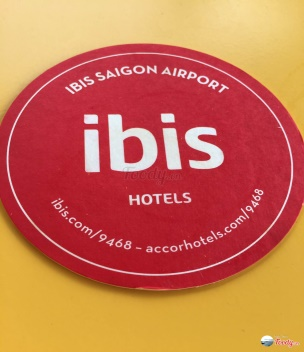 IBIS SAIGON AIRPORT
ibis
HOTELS
ibis.com/9468 – accorhotels.com/9468